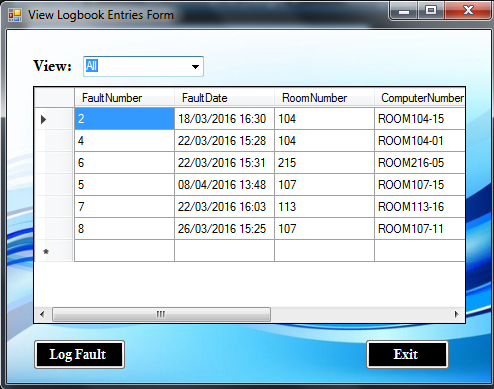 View Logbook Entries Form
View: All
FaultNumber FaultDate RoomNumber ComputerNumber
2 18/03/2016 16:30 104 ROOM104-15
4 22/03/2016 15:28 104 ROOM104-01
6 22/03/2016 15:31 215 ROOM216-05
5 08/04/2016 13:48 107 ROOM107-15
7 22/03/2016 16:03 113 ROOM113-16
8 26/03/2016 15:25 107 ROOM107-11
Log Fault Exit